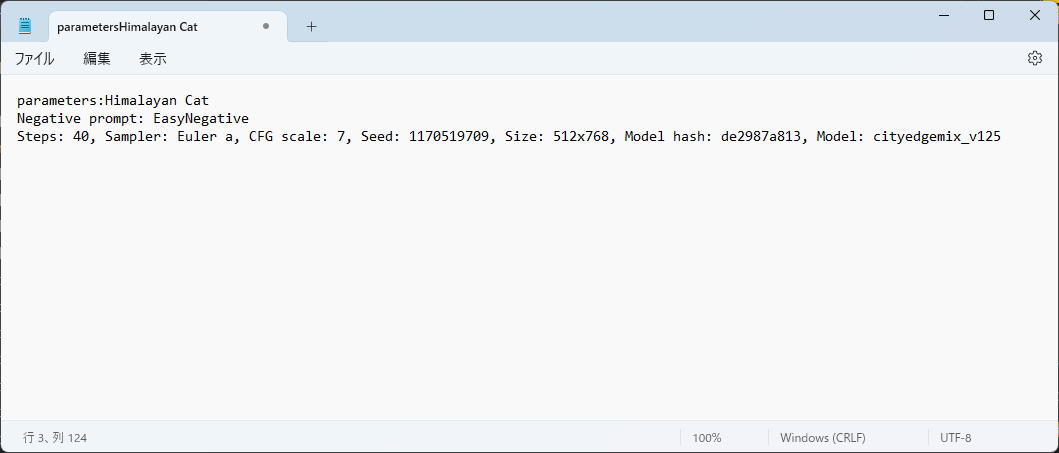 parametersHimalayan Cat
ファイル 編集 表示
parameters:Himalayan Cat
Negative prompt: EasyNegative
Steps: 40, Sampler: Euler a, CFG scale: 7, Seed: 1170519709, Size: 512x768, Model hash: de2987a813, Model: cityedgemix_v125
行 3、列 124 100% Windows (CRLF) UTF-8